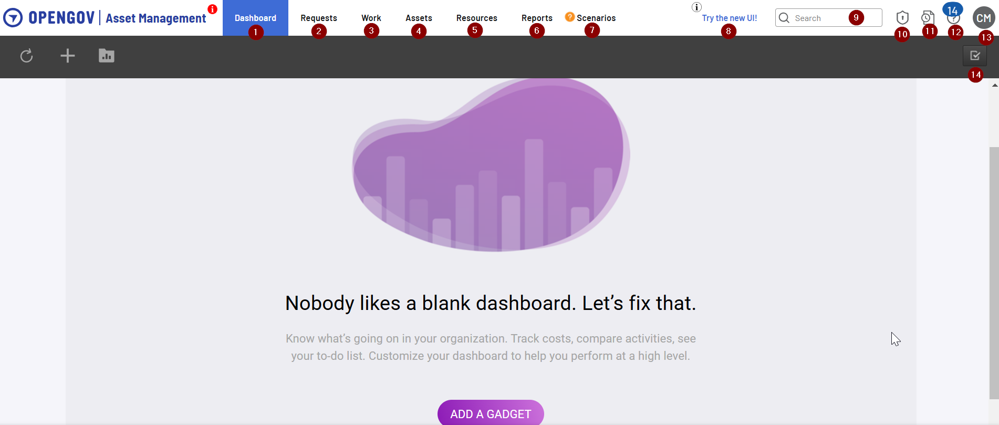 OPENGOV | Asset Management
Dashboard
Requests
Work
Assets
Resources
Reports
? Scenarios
i
Try the new UI!
Search
14
?
CM
1
2
3
4
5
6
7
8
9
10
11
12
13
14
Nobody likes a blank dashboard. Let’s fix that.
Know what’s going on in your organization. Track costs, compare activities, see
your to-do list. Customize your dashboard to help you perform at a high level.
ADD A GADGET